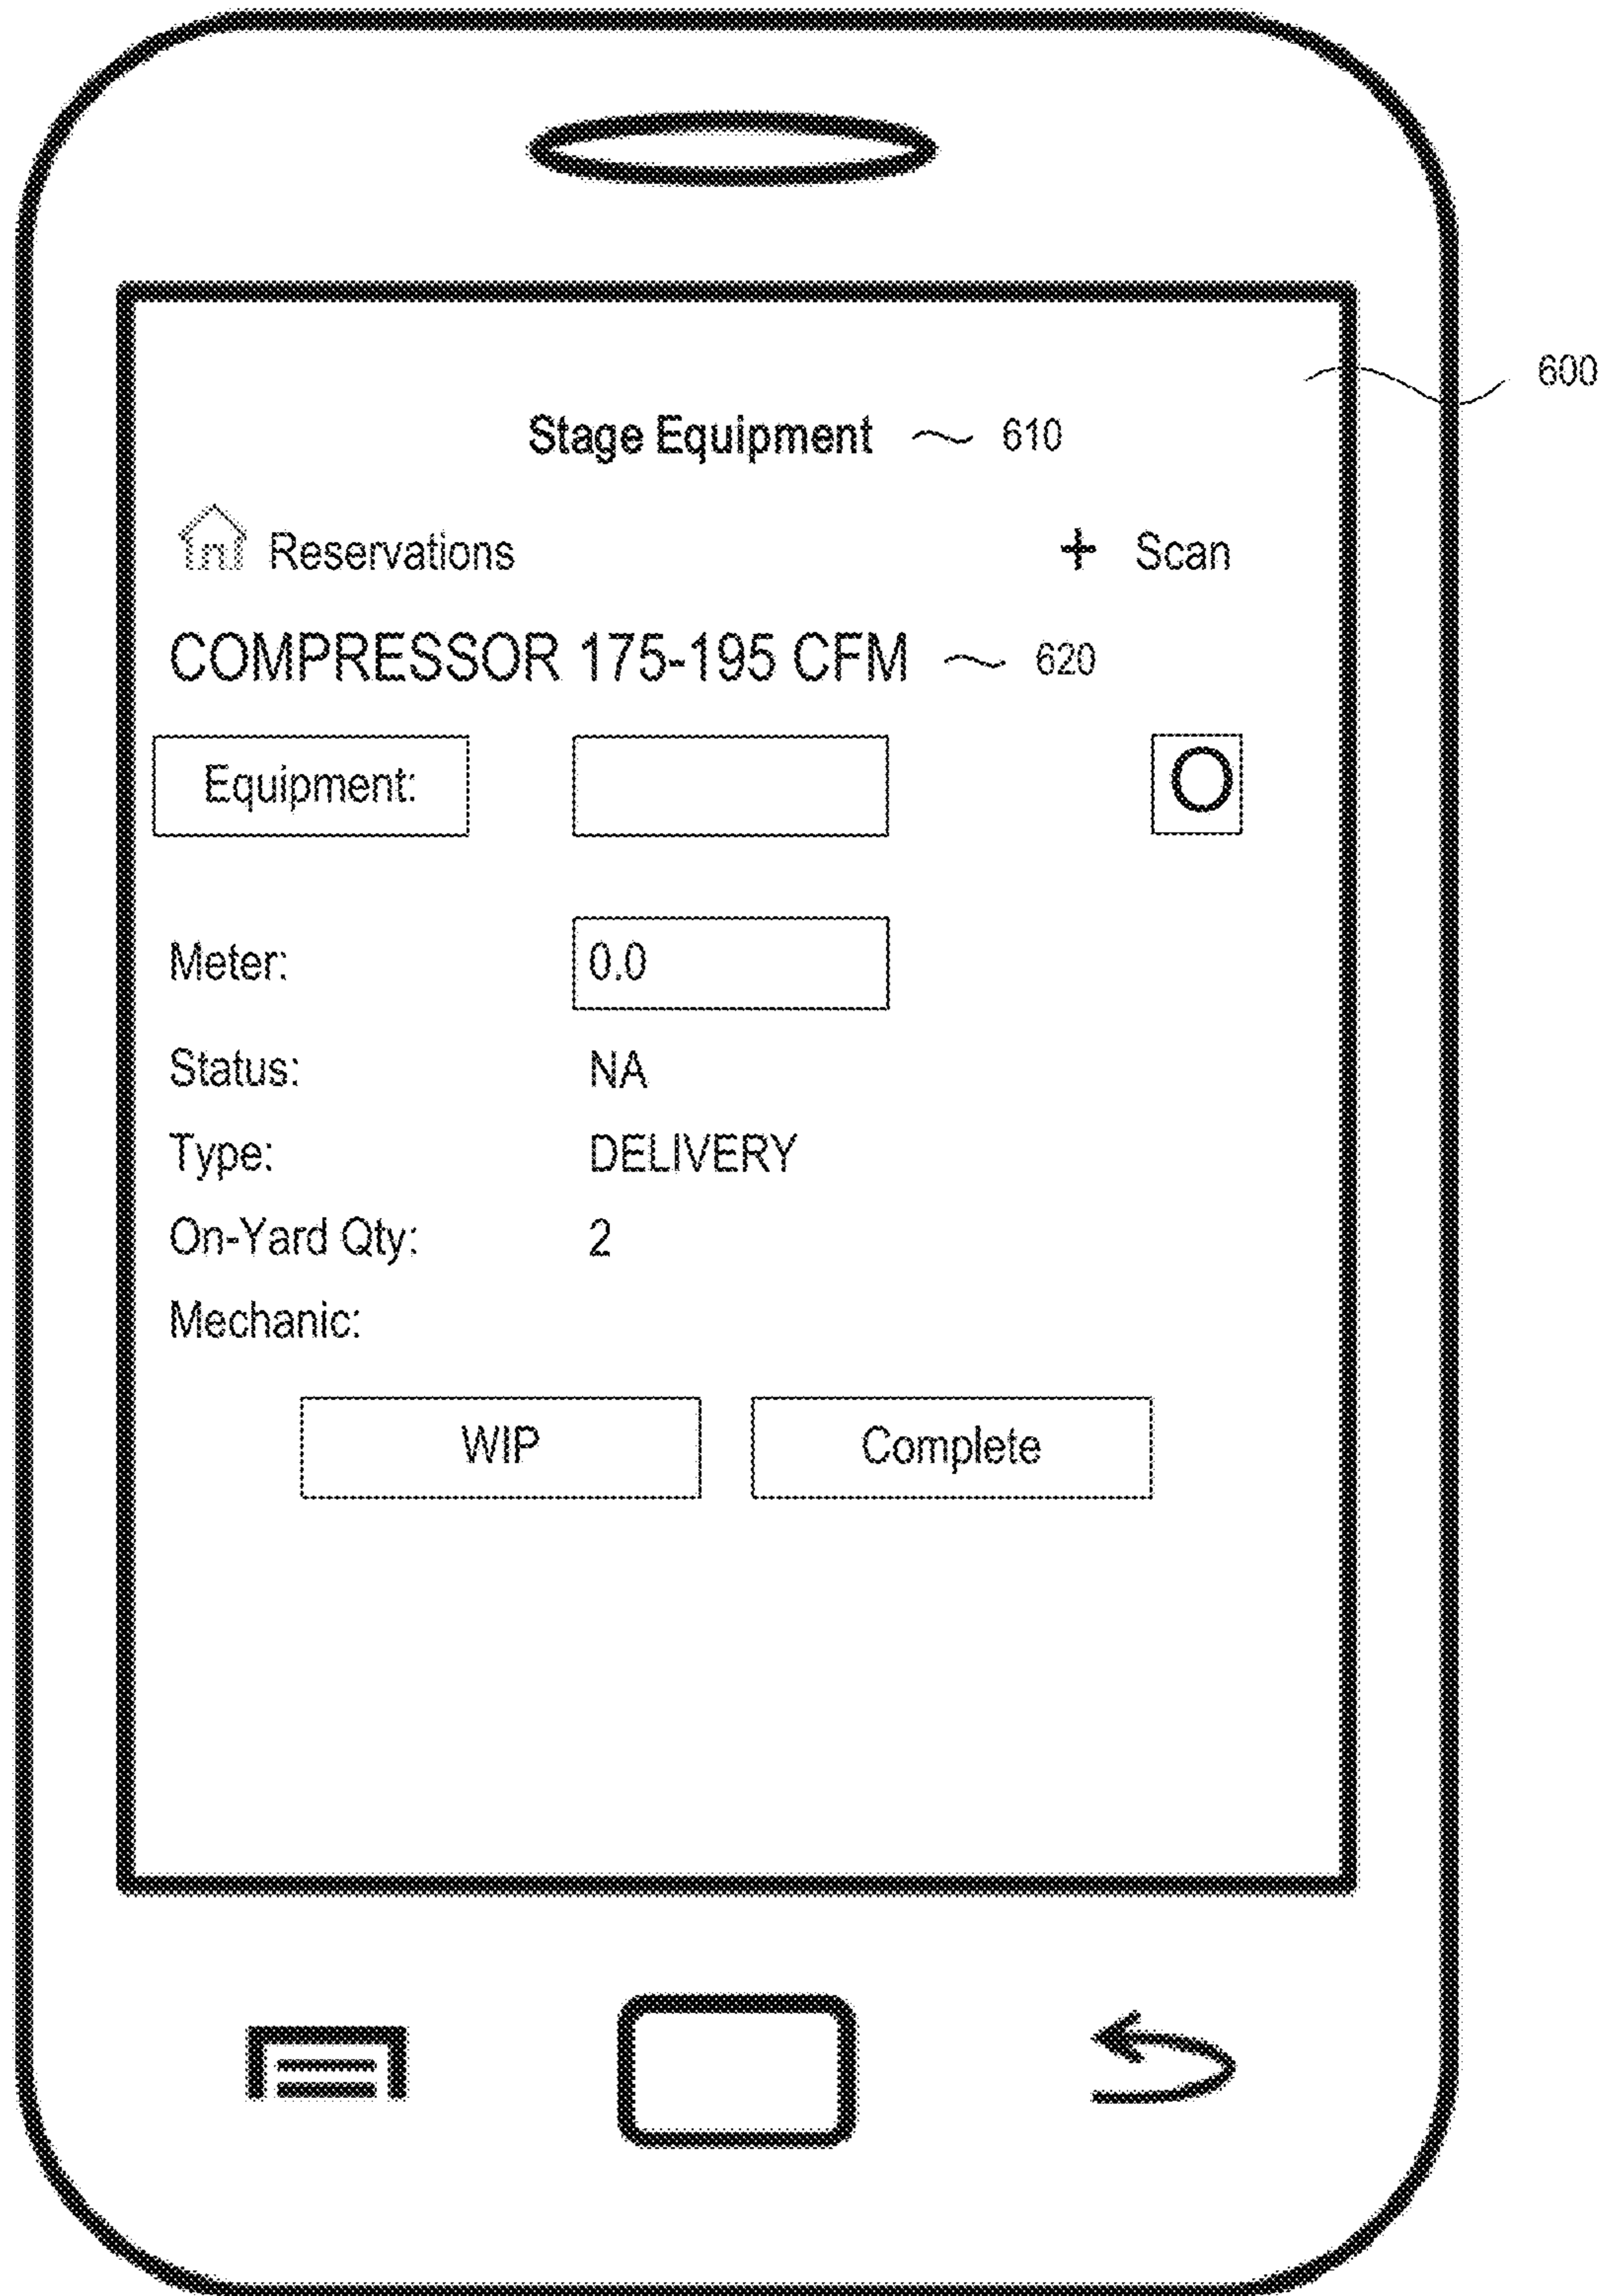 600
Stage Equipment 610
Reservations + Scan
COMPRESSOR 175-195 CFM 620
Equipment: O
Meter: 0.0
Status: NA
Type: DELIVERY
On-Yard Qty: 2
Mechanic:
WIP Complete